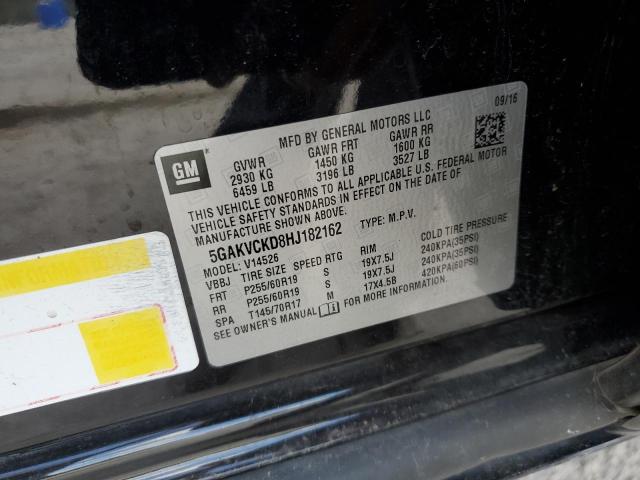 09/16
MFD BY GENERAL MOTORS LLC
GM
GVWR GAWR FRT GAWR RR
2930 KG 1450 KG 1600 KG
6459 LB 3196 LB 3527 LB
THIS VEHICLE CONFORMS TO ALL APPLICABLE U.S. FEDERAL MOTOR
VEHICLE SAFETY STANDARDS IN EFFECT ON THE DATE OF
MANUFACTURE SHOWN ABOVE.
5GAKVCKD8HJ182162 TYPE: M.P.V.
MODEL: V14526
VBBJ TIRE SIZE SPEED RTG RIM COLD TIRE PRESSURE
FRT P255/60R19 S 19X7.5J 240KPA(35PSI)
RR P255/60R19 S 19X7.5J 240KPA(35PSI)
SPA T145/70R17 M 17X4.5B 420KPA(60PSI)
SEE OWNER'S MANUAL FOR MORE INFORMATION